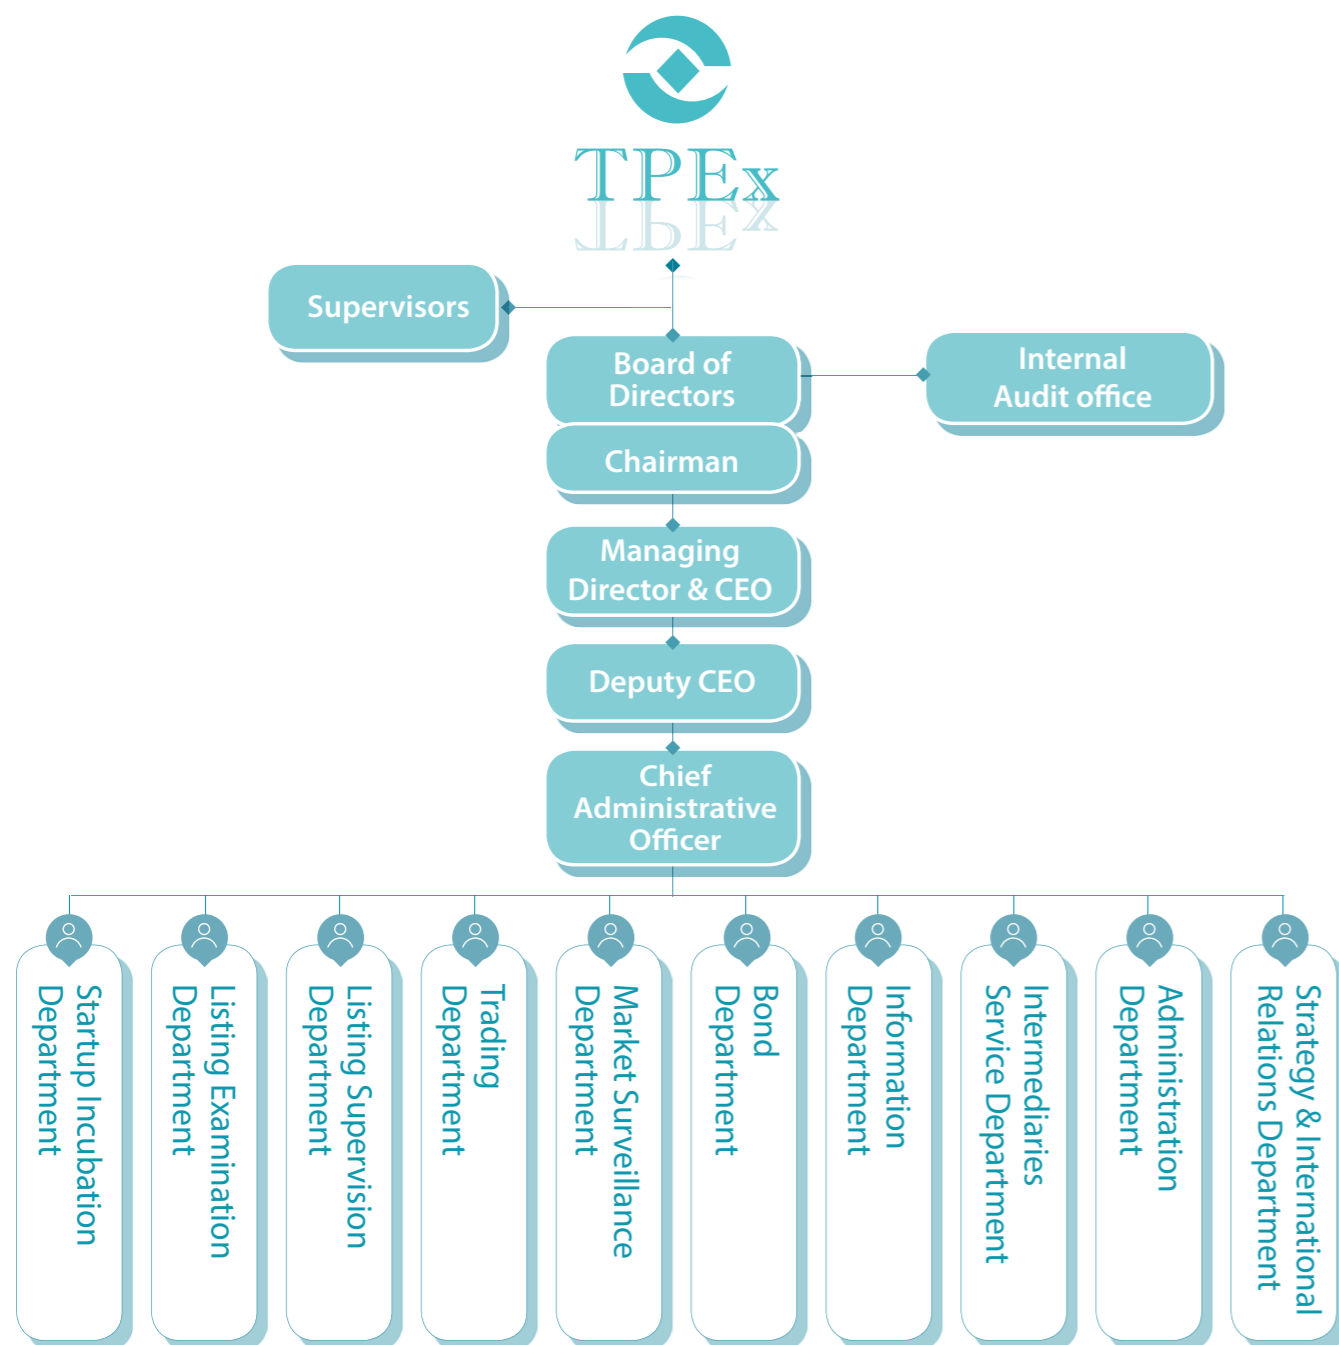 TPEx
Supervisors
Board of
Directors
Internal
Audit office
Chairman
Managing
Director & CEO
Deputy CEO
Chief
Administrative
Officer
Startup Incubation
Department
Listing Examination
Department
Listing Supervision
Department
Trading
Department
Market Surveillance
Department
Bond
Department
Information
Department
Intermediaries
Service Department
Administration
Department
Strategy & International
Relations Department